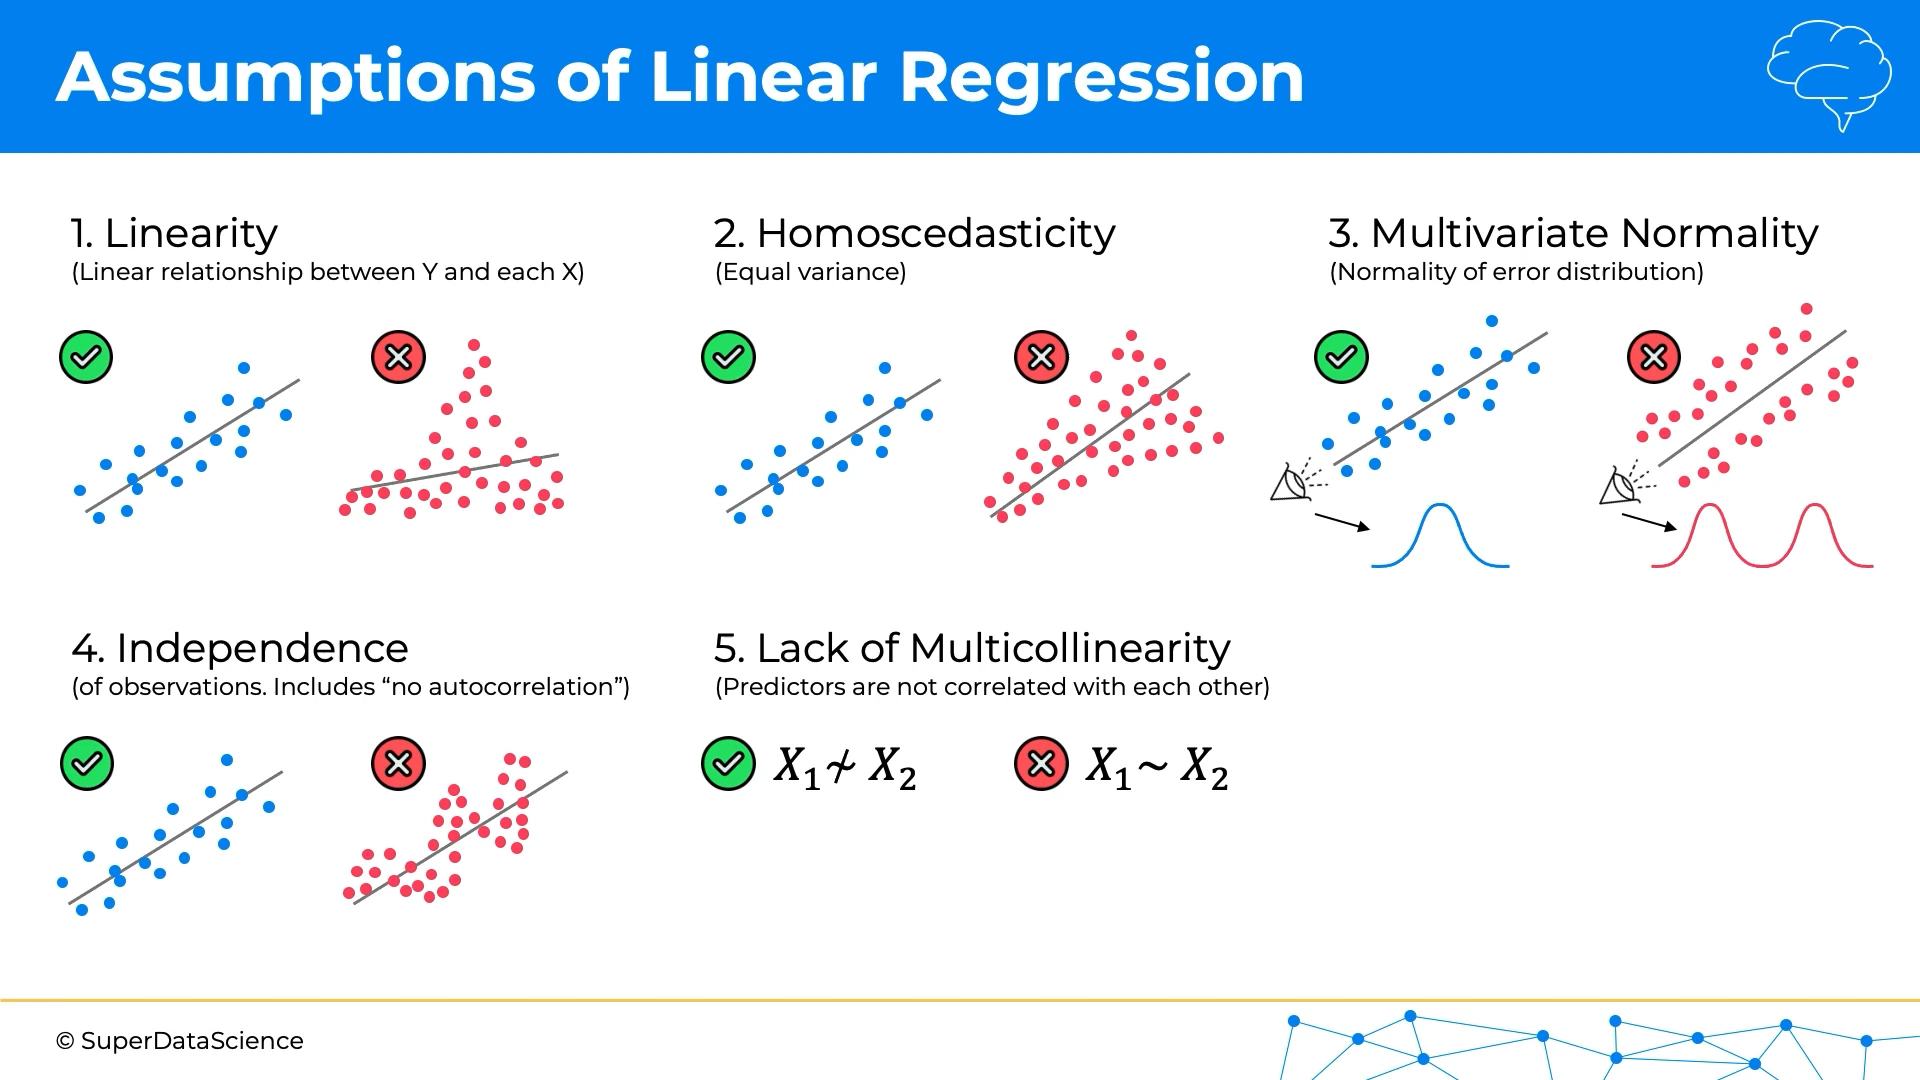 Assumptions of Linear Regression
1. Linearity
(Linear relationship between Y and each X)
2. Homoscedasticity
(Equal variance)
3. Multivariate Normality
(Normality of error distribution)
4. Independence
(of observations. Includes “no autocorrelation”)
5. Lack of Multicollinearity
(Predictors are not correlated with each other)
X₁ ≁ X₂
X₁ ~ X₂
© SuperDataScience